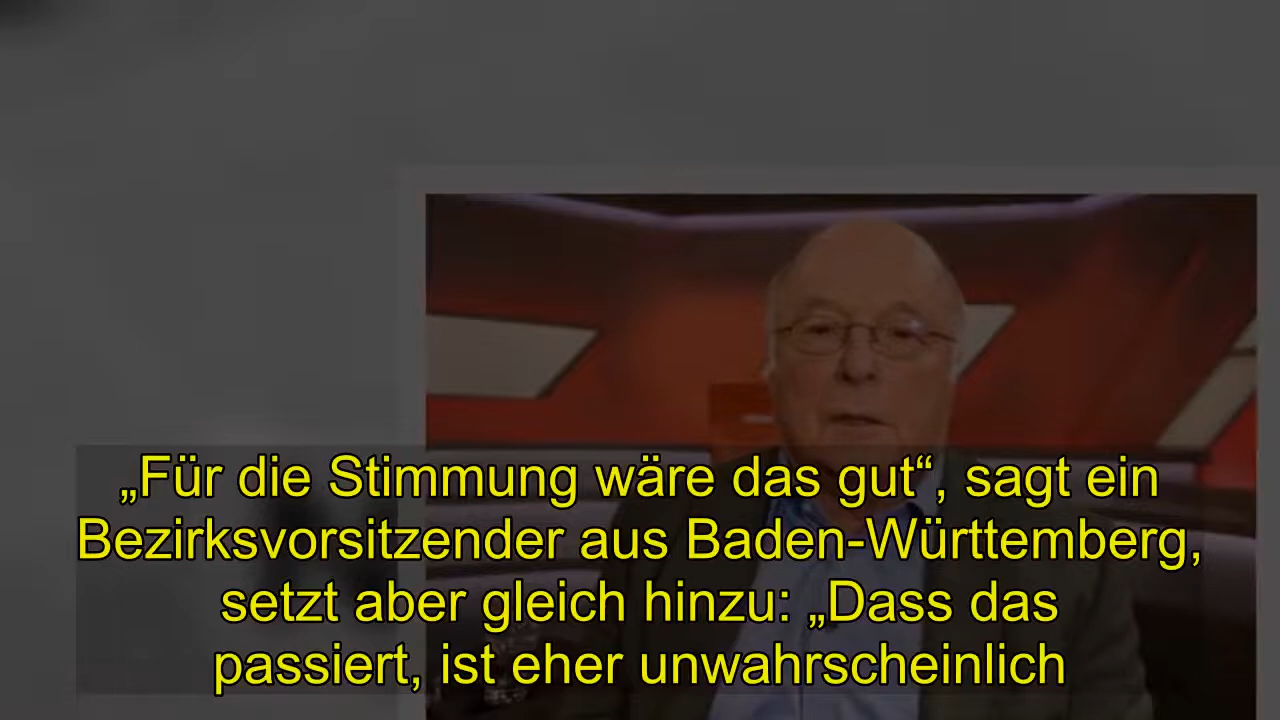 „Für die Stimmung wäre das gut“, sagt ein
Bezirksvorsitzender aus Baden-Württemberg,
setzt aber gleich hinzu: „Dass das
passiert, ist eher unwahrscheinlich